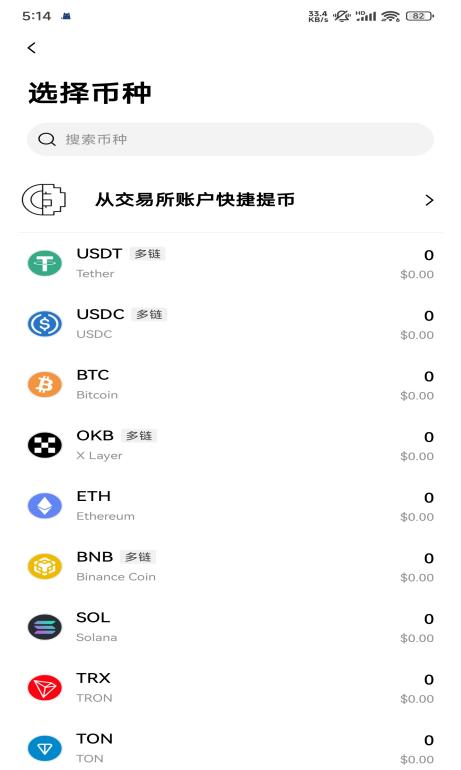 5:14 33.4 KB/s HD 82
选择币种
搜索币种
从交易所账户快捷提币
USDT 多链 0
Tether $0.00
USDC 多链 0
USDC $0.00
BTC 0
Bitcoin $0.00
OKB 多链 0
X Layer $0.00
ETH 0
Ethereum $0.00
BNB 多链 0
Binance Coin $0.00
SOL 0
Solana $0.00
TRX 0
TRON $0.00
TON 0
TON $0.00